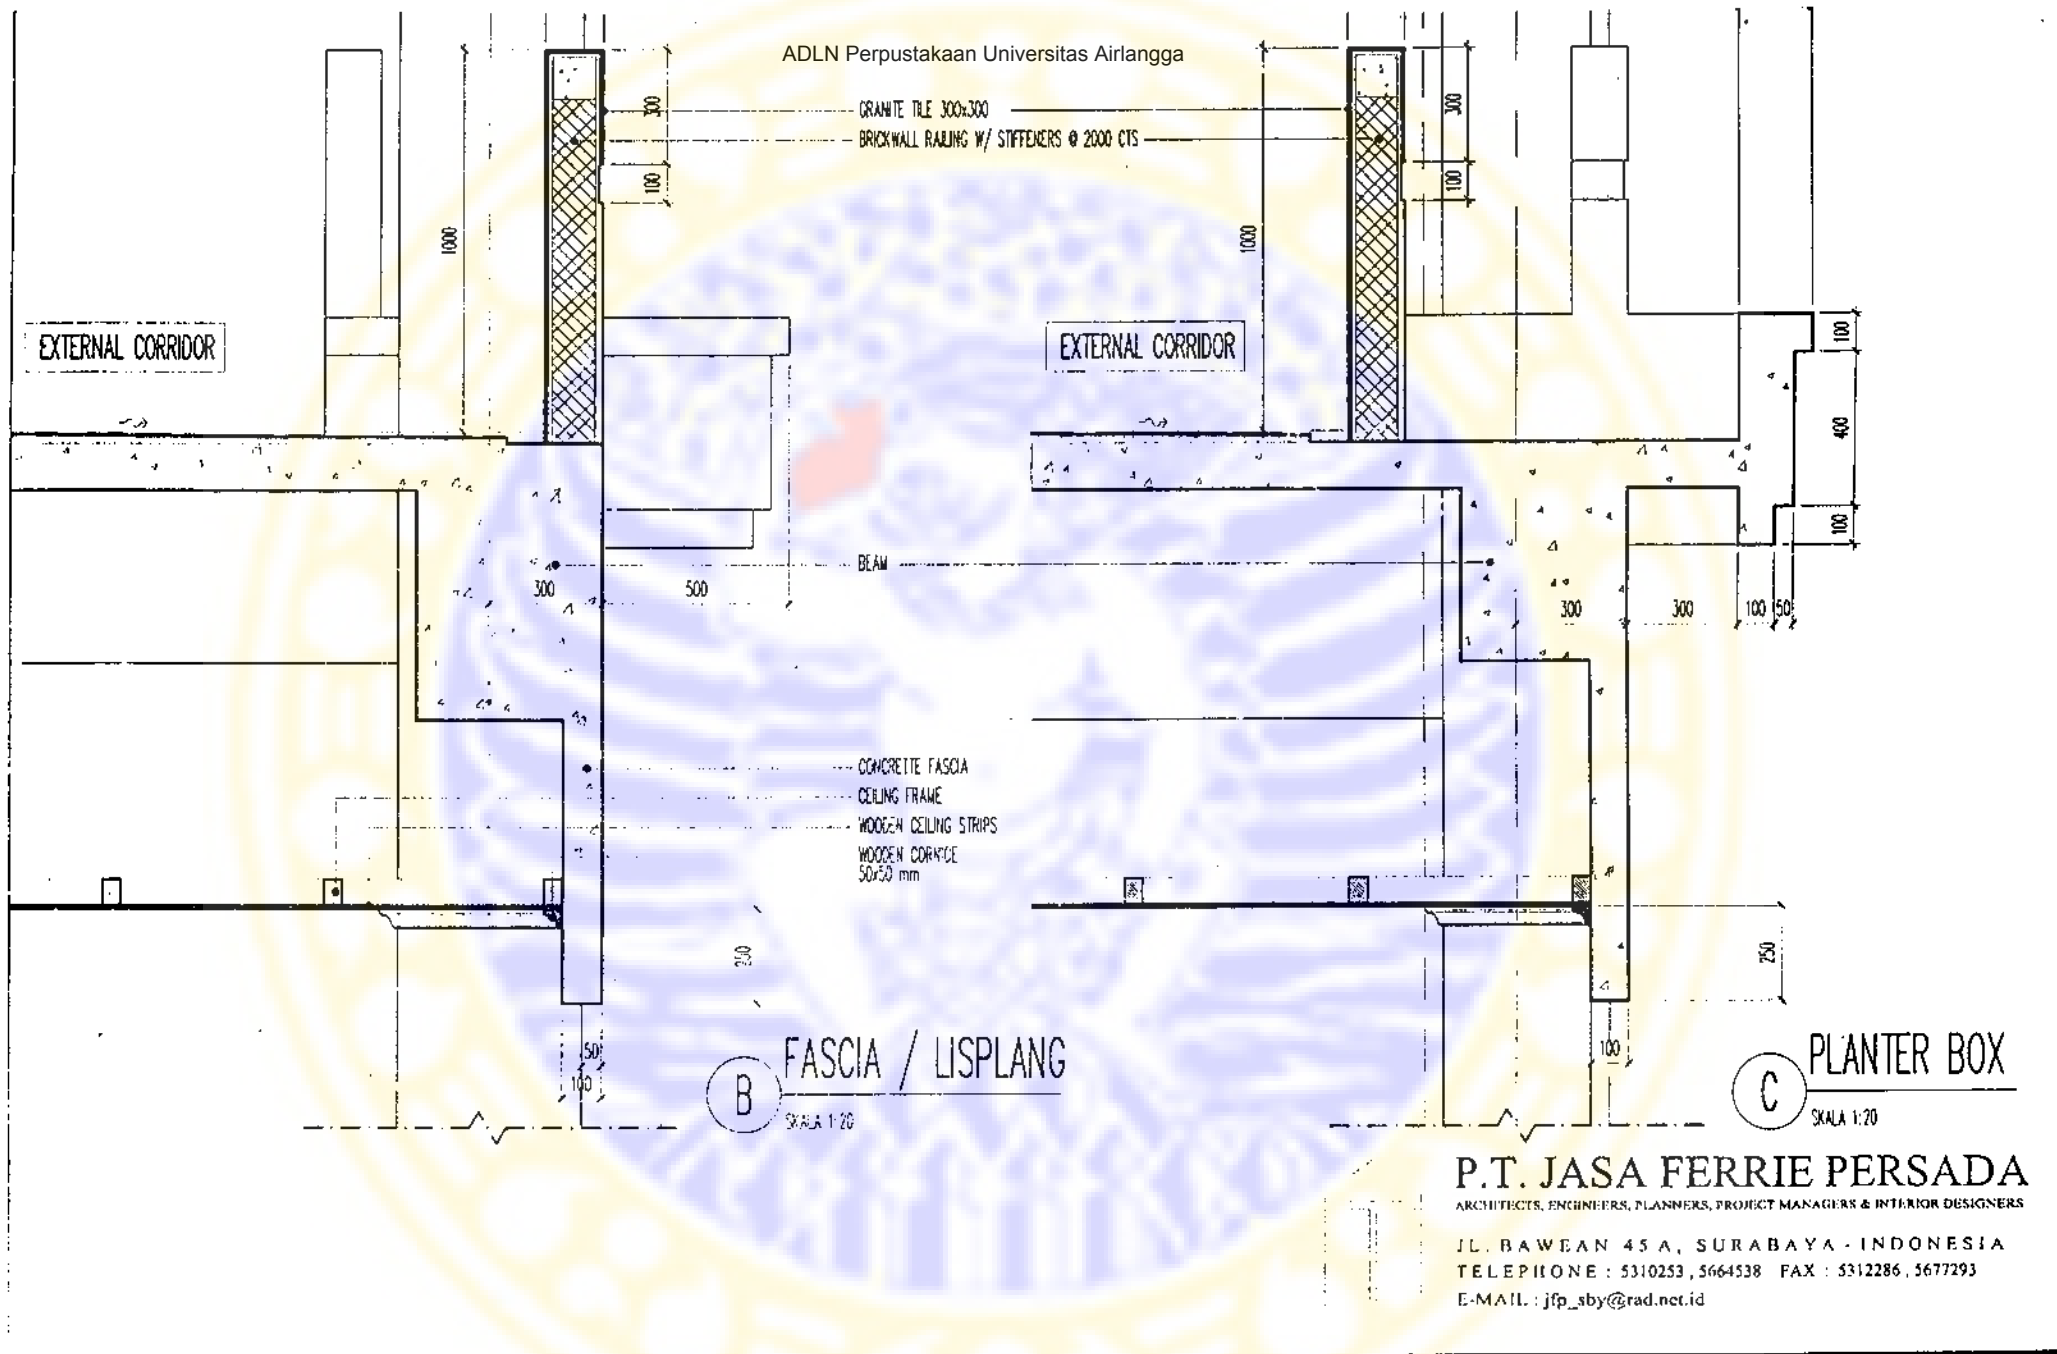 ADLN Perpustakaan Universitas Airlangga
GRANITE TILE 300x300
BRICKWALL RAILING W/ STIFFENERS @ 2000 CTS
300
100
1000
EXTERNAL CORRIDOR
300
100
1000
EXTERNAL CORRIDOR
100
400
100
BEAM
300
500
300
300
100
50
CONCRETTE FASCIA
CEILING FRAME
WOODEN CEILING STRIPS
WOODEN CORNICE
50x50 mm
250
250
50
100
B
FASCIA / LISPLANG
SKALA 1:20
100
C
PLANTER BOX
SKALA 1:20
P.T. JASA FERRIE PERSADA
ARCHITECTS, ENGINEERS, PLANNERS, PROJECT MANAGERS & INTERIOR DESIGNERS
JL. BAWEAN 45 A, SURABAYA - INDONESIA
TELEPHONE : 5310253 , 5664538 FAX : 5312286 , 5677293
E-MAIL : jfp_sby@rad.net.id